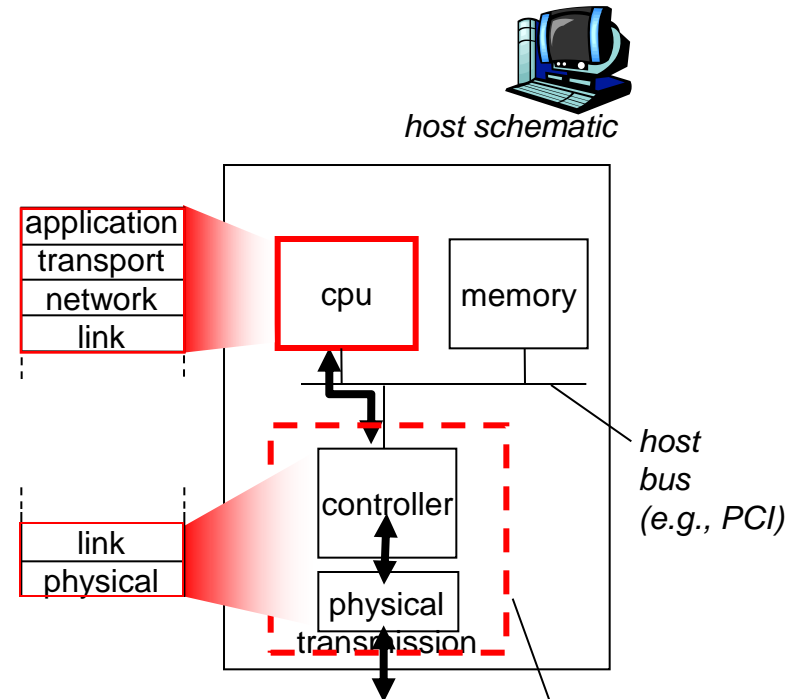 host schematic
application
transport
network
link
cpu
memory
host
bus
(e.g., PCI)
controller
link
physical
physical
transmission